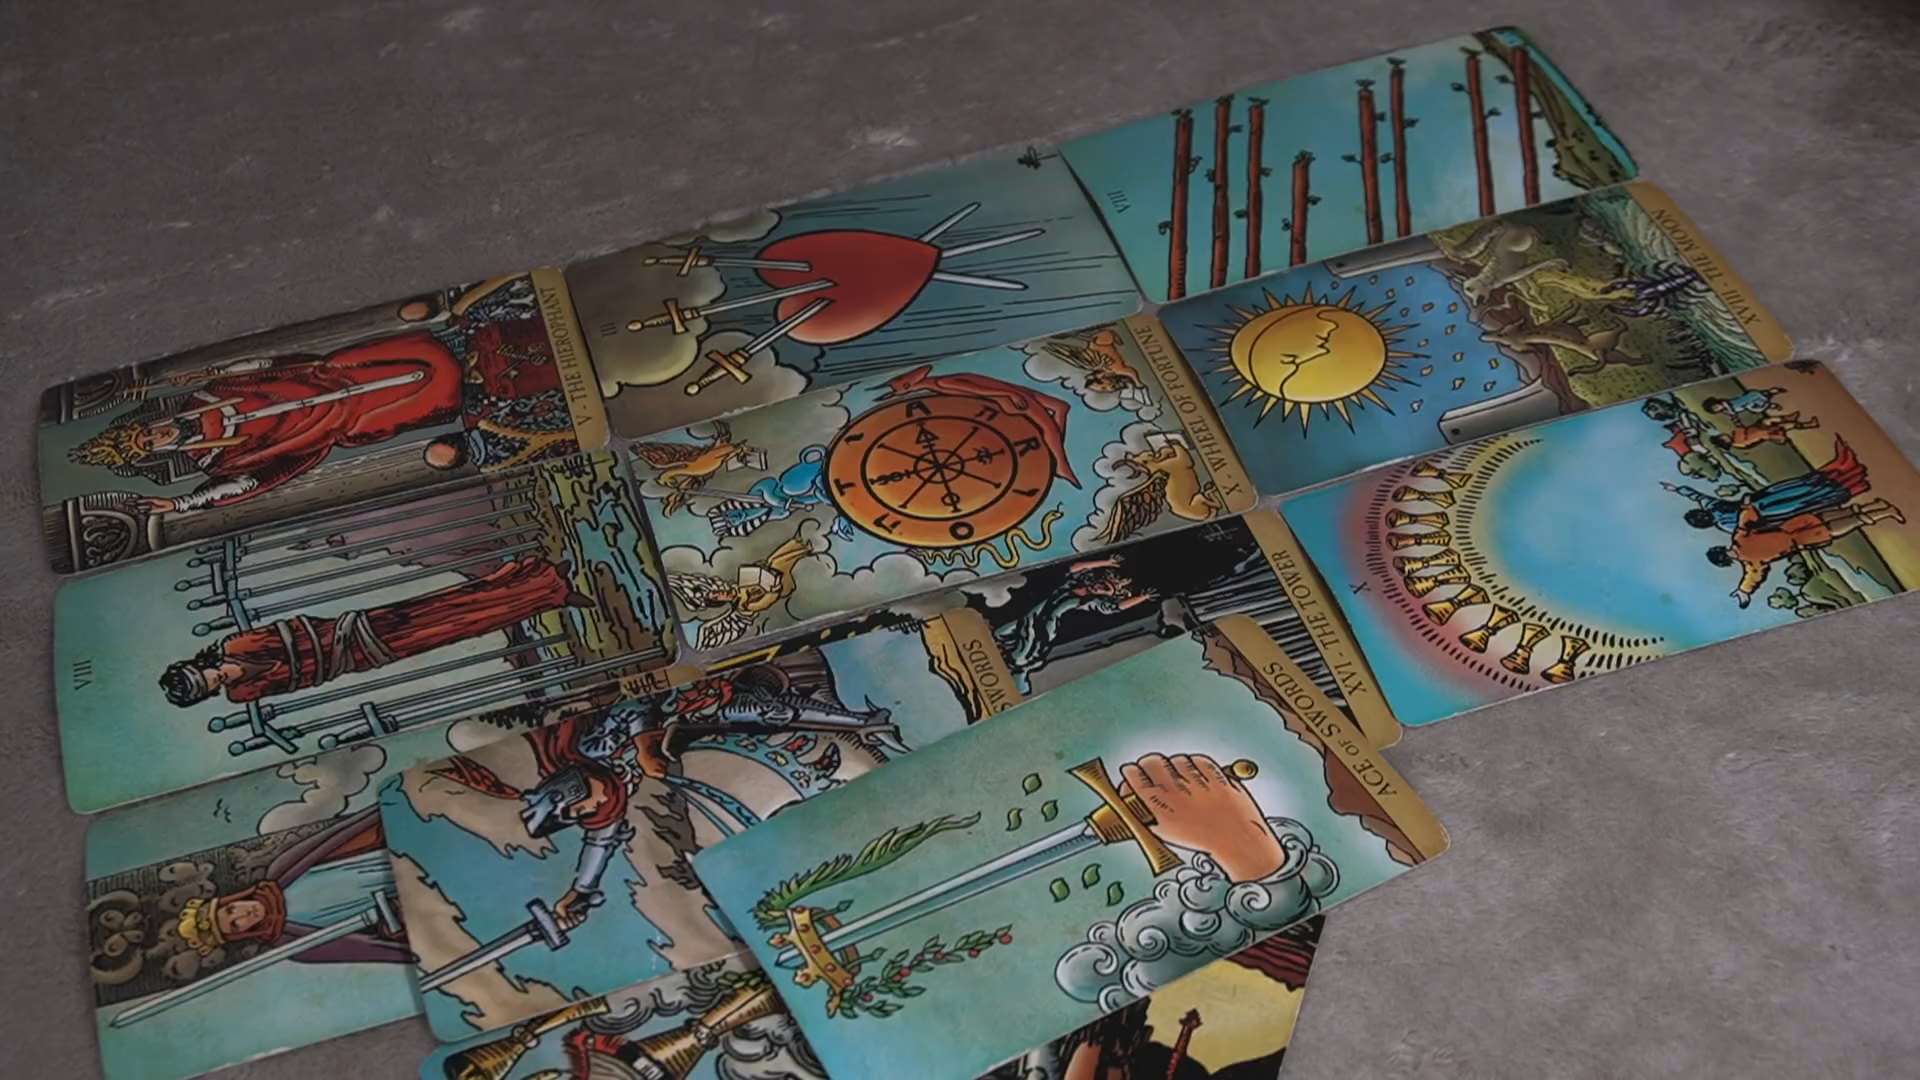 VIII
XVIII · THE MOON
III
V · THE HIEROPHANT
X · WHEEL OF FORTUNE
T
A
R
O
X
XVI · THE TOWER
VIII
SWORDS
ACE OF SWORDS